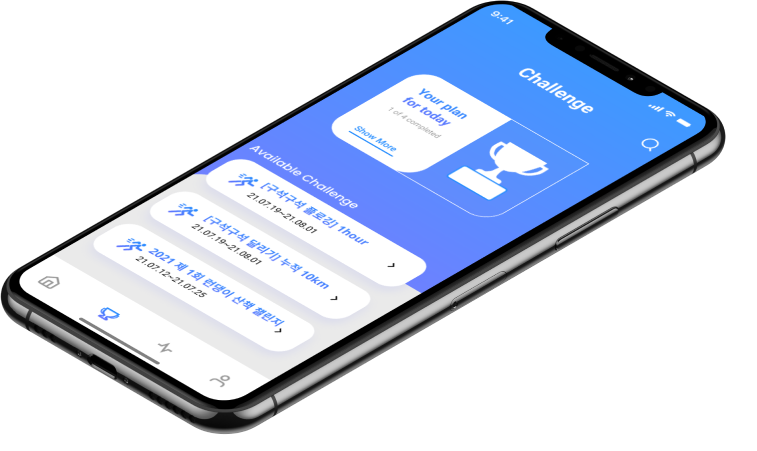 9:41
Challenge
Your plan
for today
1 of 4 completed
Show More
Available Challenge
[구석구석 플로깅] 1hour
21.07.19~21.08.01
[구석구석 달리기] 누적 10km
21.07.19~21.08.01
2021 제 1회 런댕이 산책 챌린지
21.07.12~21.07.25